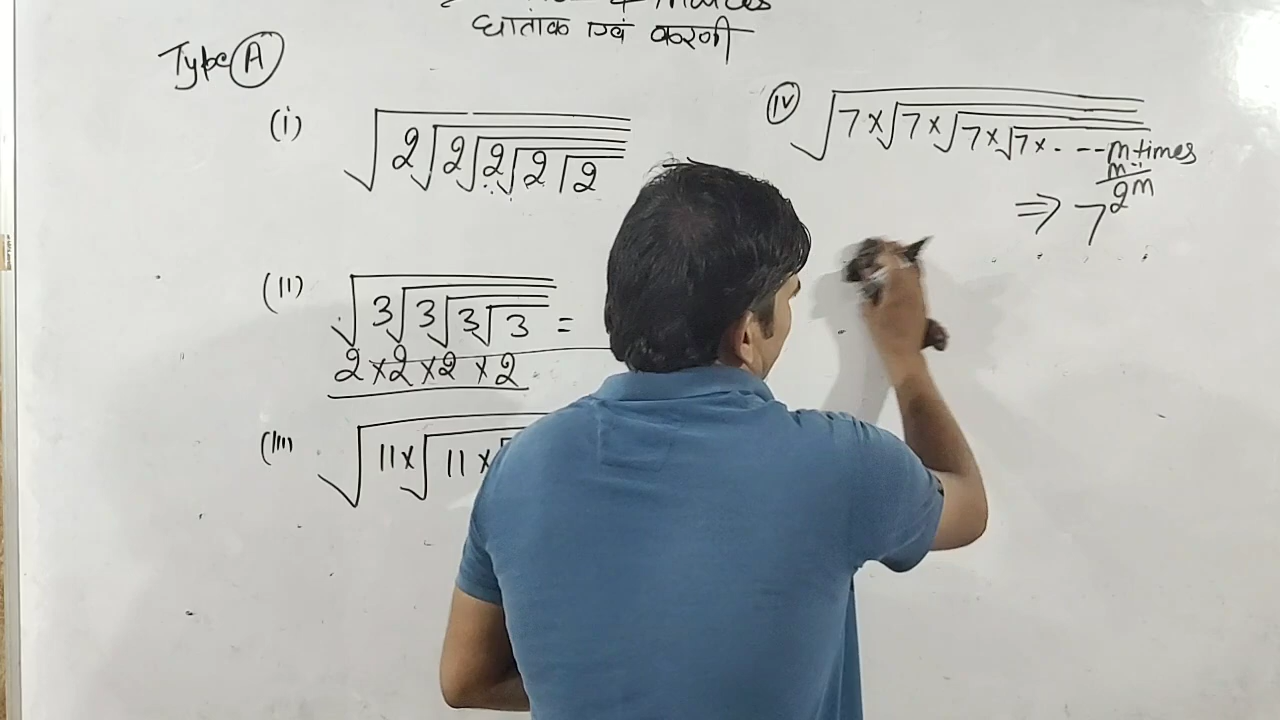 धातांक एवं करणी
Type (A)
(i) √2√2√2√2√2
(ii) √3√3√3√3 =
2×2×2×2
(iii) √11×√11×
(iv) √7×√7×√7×√7×---- m times
⇒ 7^(m-1/2m)